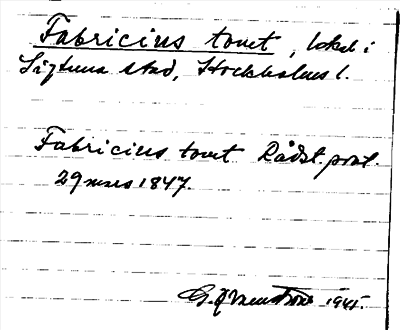 Fabricius tomt, lokal i
Sigtuna stad, Stockholms l.
Fabricius tomt Rådst. prot.
29 mars 1847.
1945.